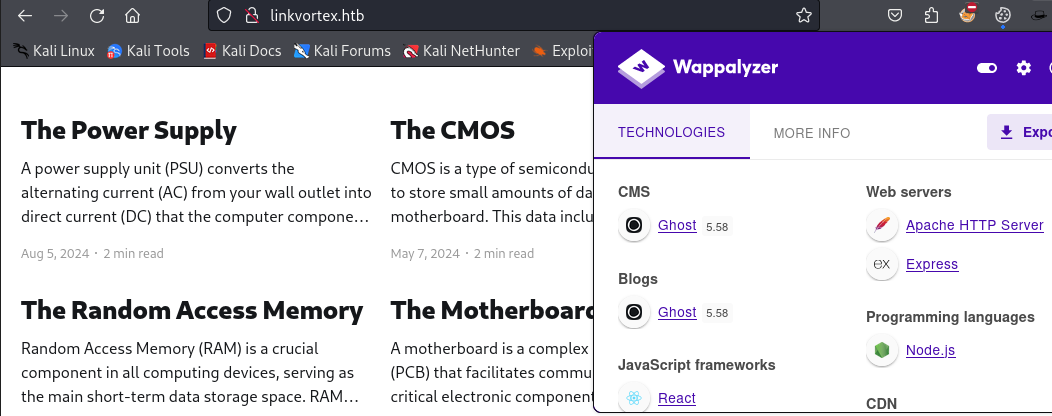 linkvortex.htb
Kali Linux Kali Tools Kali Docs Kali Forums Kali NetHunter Exploi
Wappalyzer
TECHNOLOGIES MORE INFO Expo
The Power Supply
A power supply unit (PSU) converts the
alternating current (AC) from your wall outlet into
direct current (DC) that the computer compone…
Aug 5, 2024 • 2 min read
The CMOS
CMOS is a type of semicondu
to store small amounts of da
motherboard. This data inclu
May 7, 2024 • 2 min read
The Random Access Memory
Random Access Memory (RAM) is a crucial
component in all computing devices, serving as
the main short-term data storage space. RAM…
The Motherboard
A motherboard is a complex
(PCB) that facilitates commu
critical electronic component
CMS
Ghost 5.58
Blogs
Ghost 5.58
JavaScript frameworks
React
Web servers
Apache HTTP Server
ex Express
Programming languages
Node.js
CDN